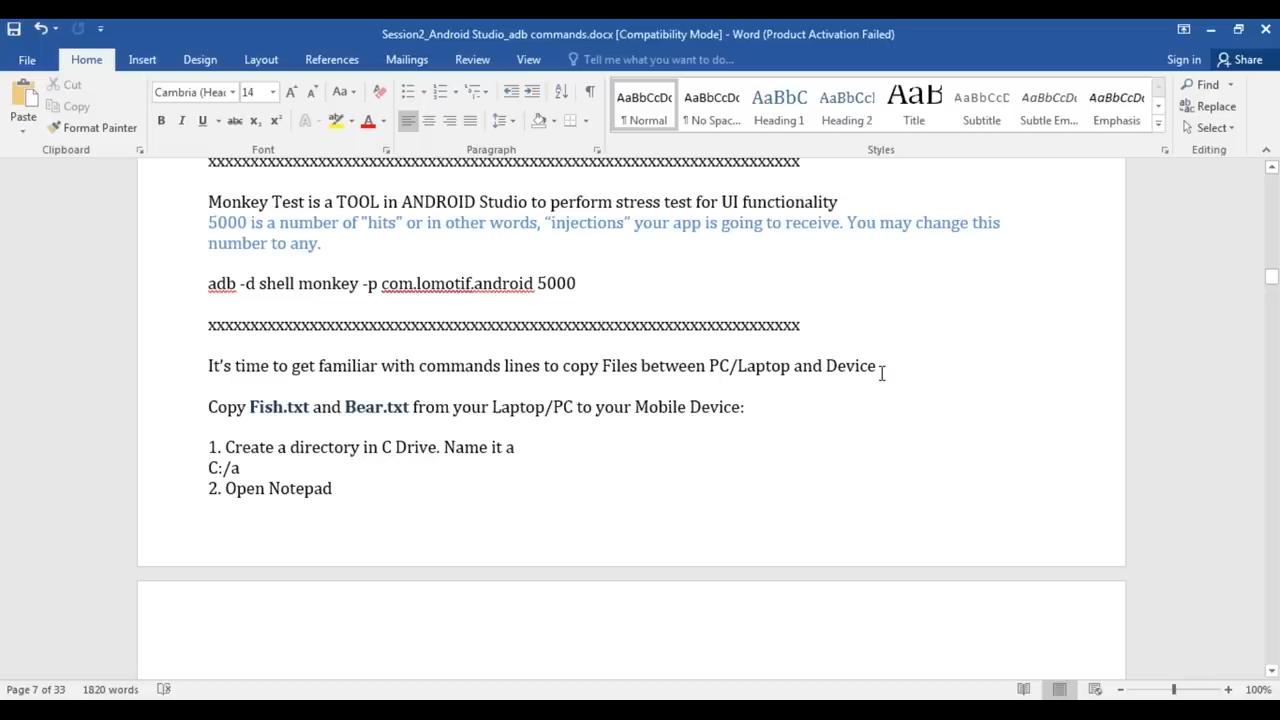 Session2_Android Studio_adb commands.docx [Compatibility Mode] - Word (Product Activation Failed)
File Home Insert Design Layout References Mailings Review View Tell me what you want to do... Sign in Share
Paste
Cut
Copy
Format Painter
Clipboard
Cambria (Hea 14
Font
Paragraph
AaBbCcDc AaBbCcDc AaBbC AaBbCcl AaB AaBbCcD AaBbCcDc AaBbCcDc
¶ Normal ¶ No Spac... Heading 1 Heading 2 Title Subtitle Subtle Em... Emphasis
Styles
Find
Replace
Select
Editing
Monkey Test is a TOOL in ANDROID Studio to perform stress test for UI functionality
5000 is a number of "hits" or in other words, “injections” your app is going to receive. You may change this
number to any.
adb -d shell monkey -p com.lomotif.android 5000
It’s time to get familiar with commands lines to copy Files between PC/Laptop and Device
Copy Fish.txt and Bear.txt from your Laptop/PC to your Mobile Device:
1. Create a directory in C Drive. Name it a
C:/a
2. Open Notepad
Page 7 of 33 1820 words 100%